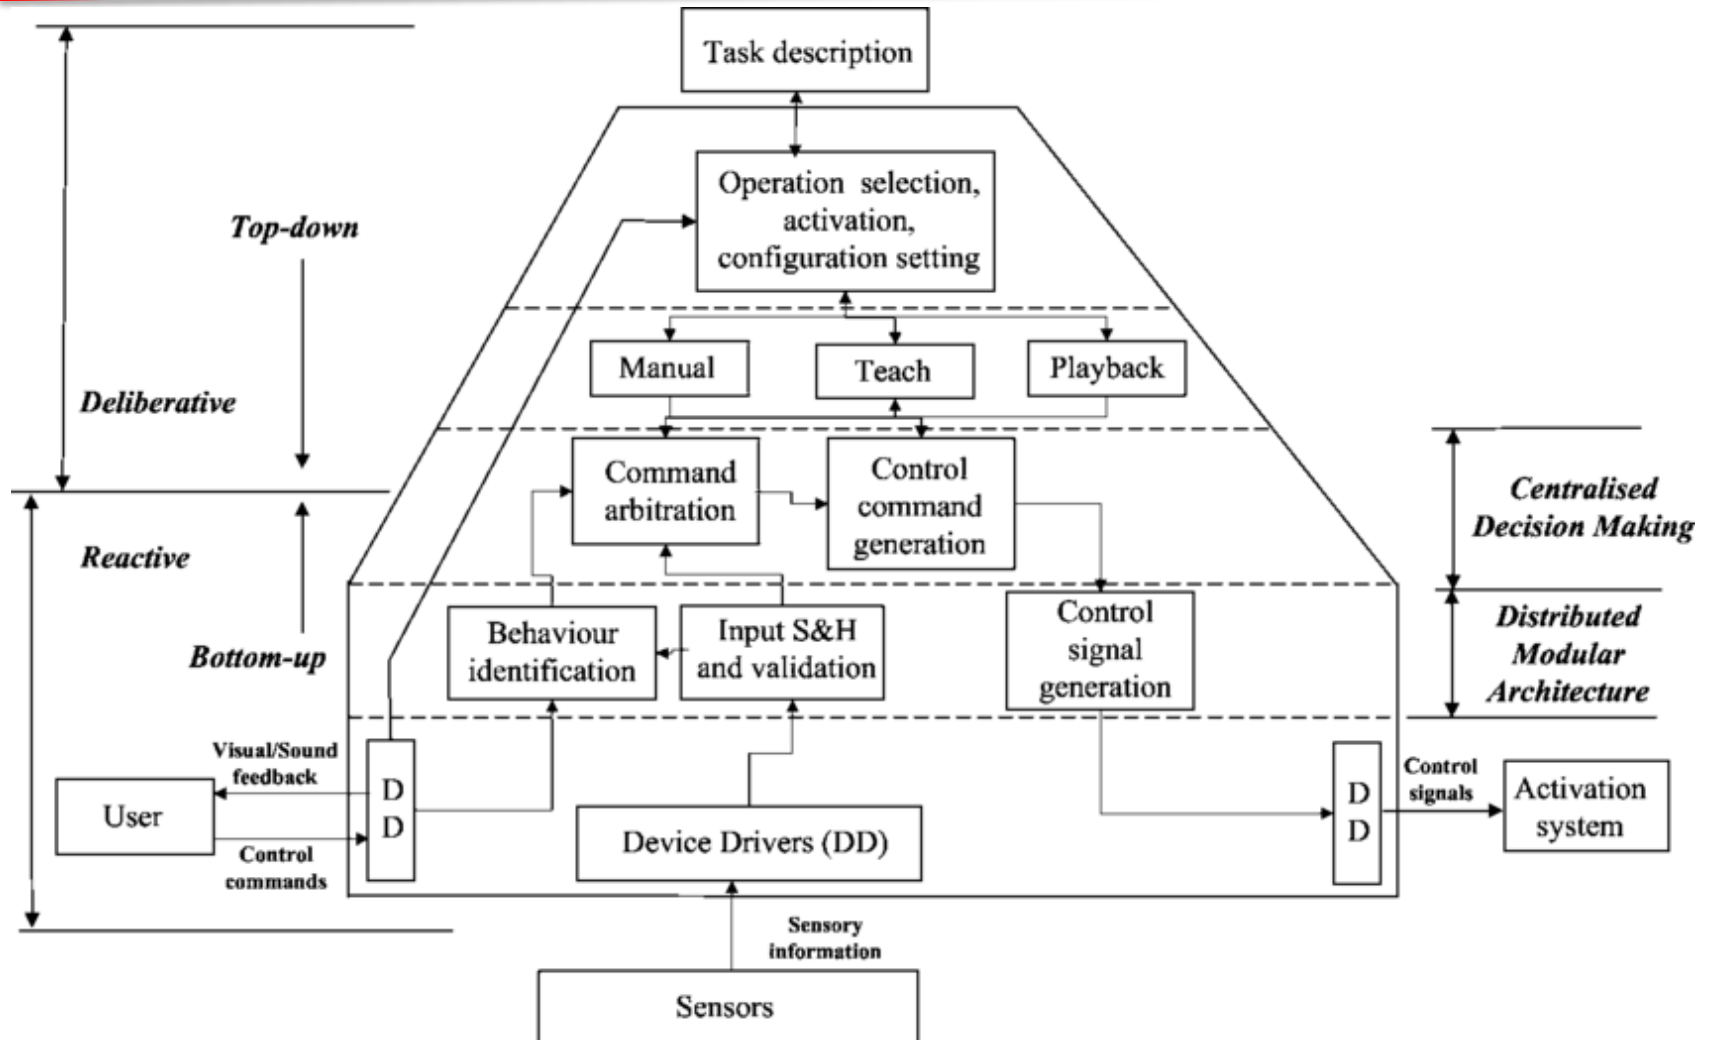 Task description
Operation selection,
activation,
configuration setting
Top-down
Manual
Teach
Playback
Deliberative
Command
arbitration
Control
command
generation
Centralised
Decision Making
Reactive
Behaviour
identification
Input S&H
and validation
Control
signal
generation
Distributed
Modular
Architecture
Bottom-up
Visual/Sound
feedback
User
Control
commands
D
D
Device Drivers (DD)
D
D
Control
signals
Activation
system
Sensory
information
Sensors